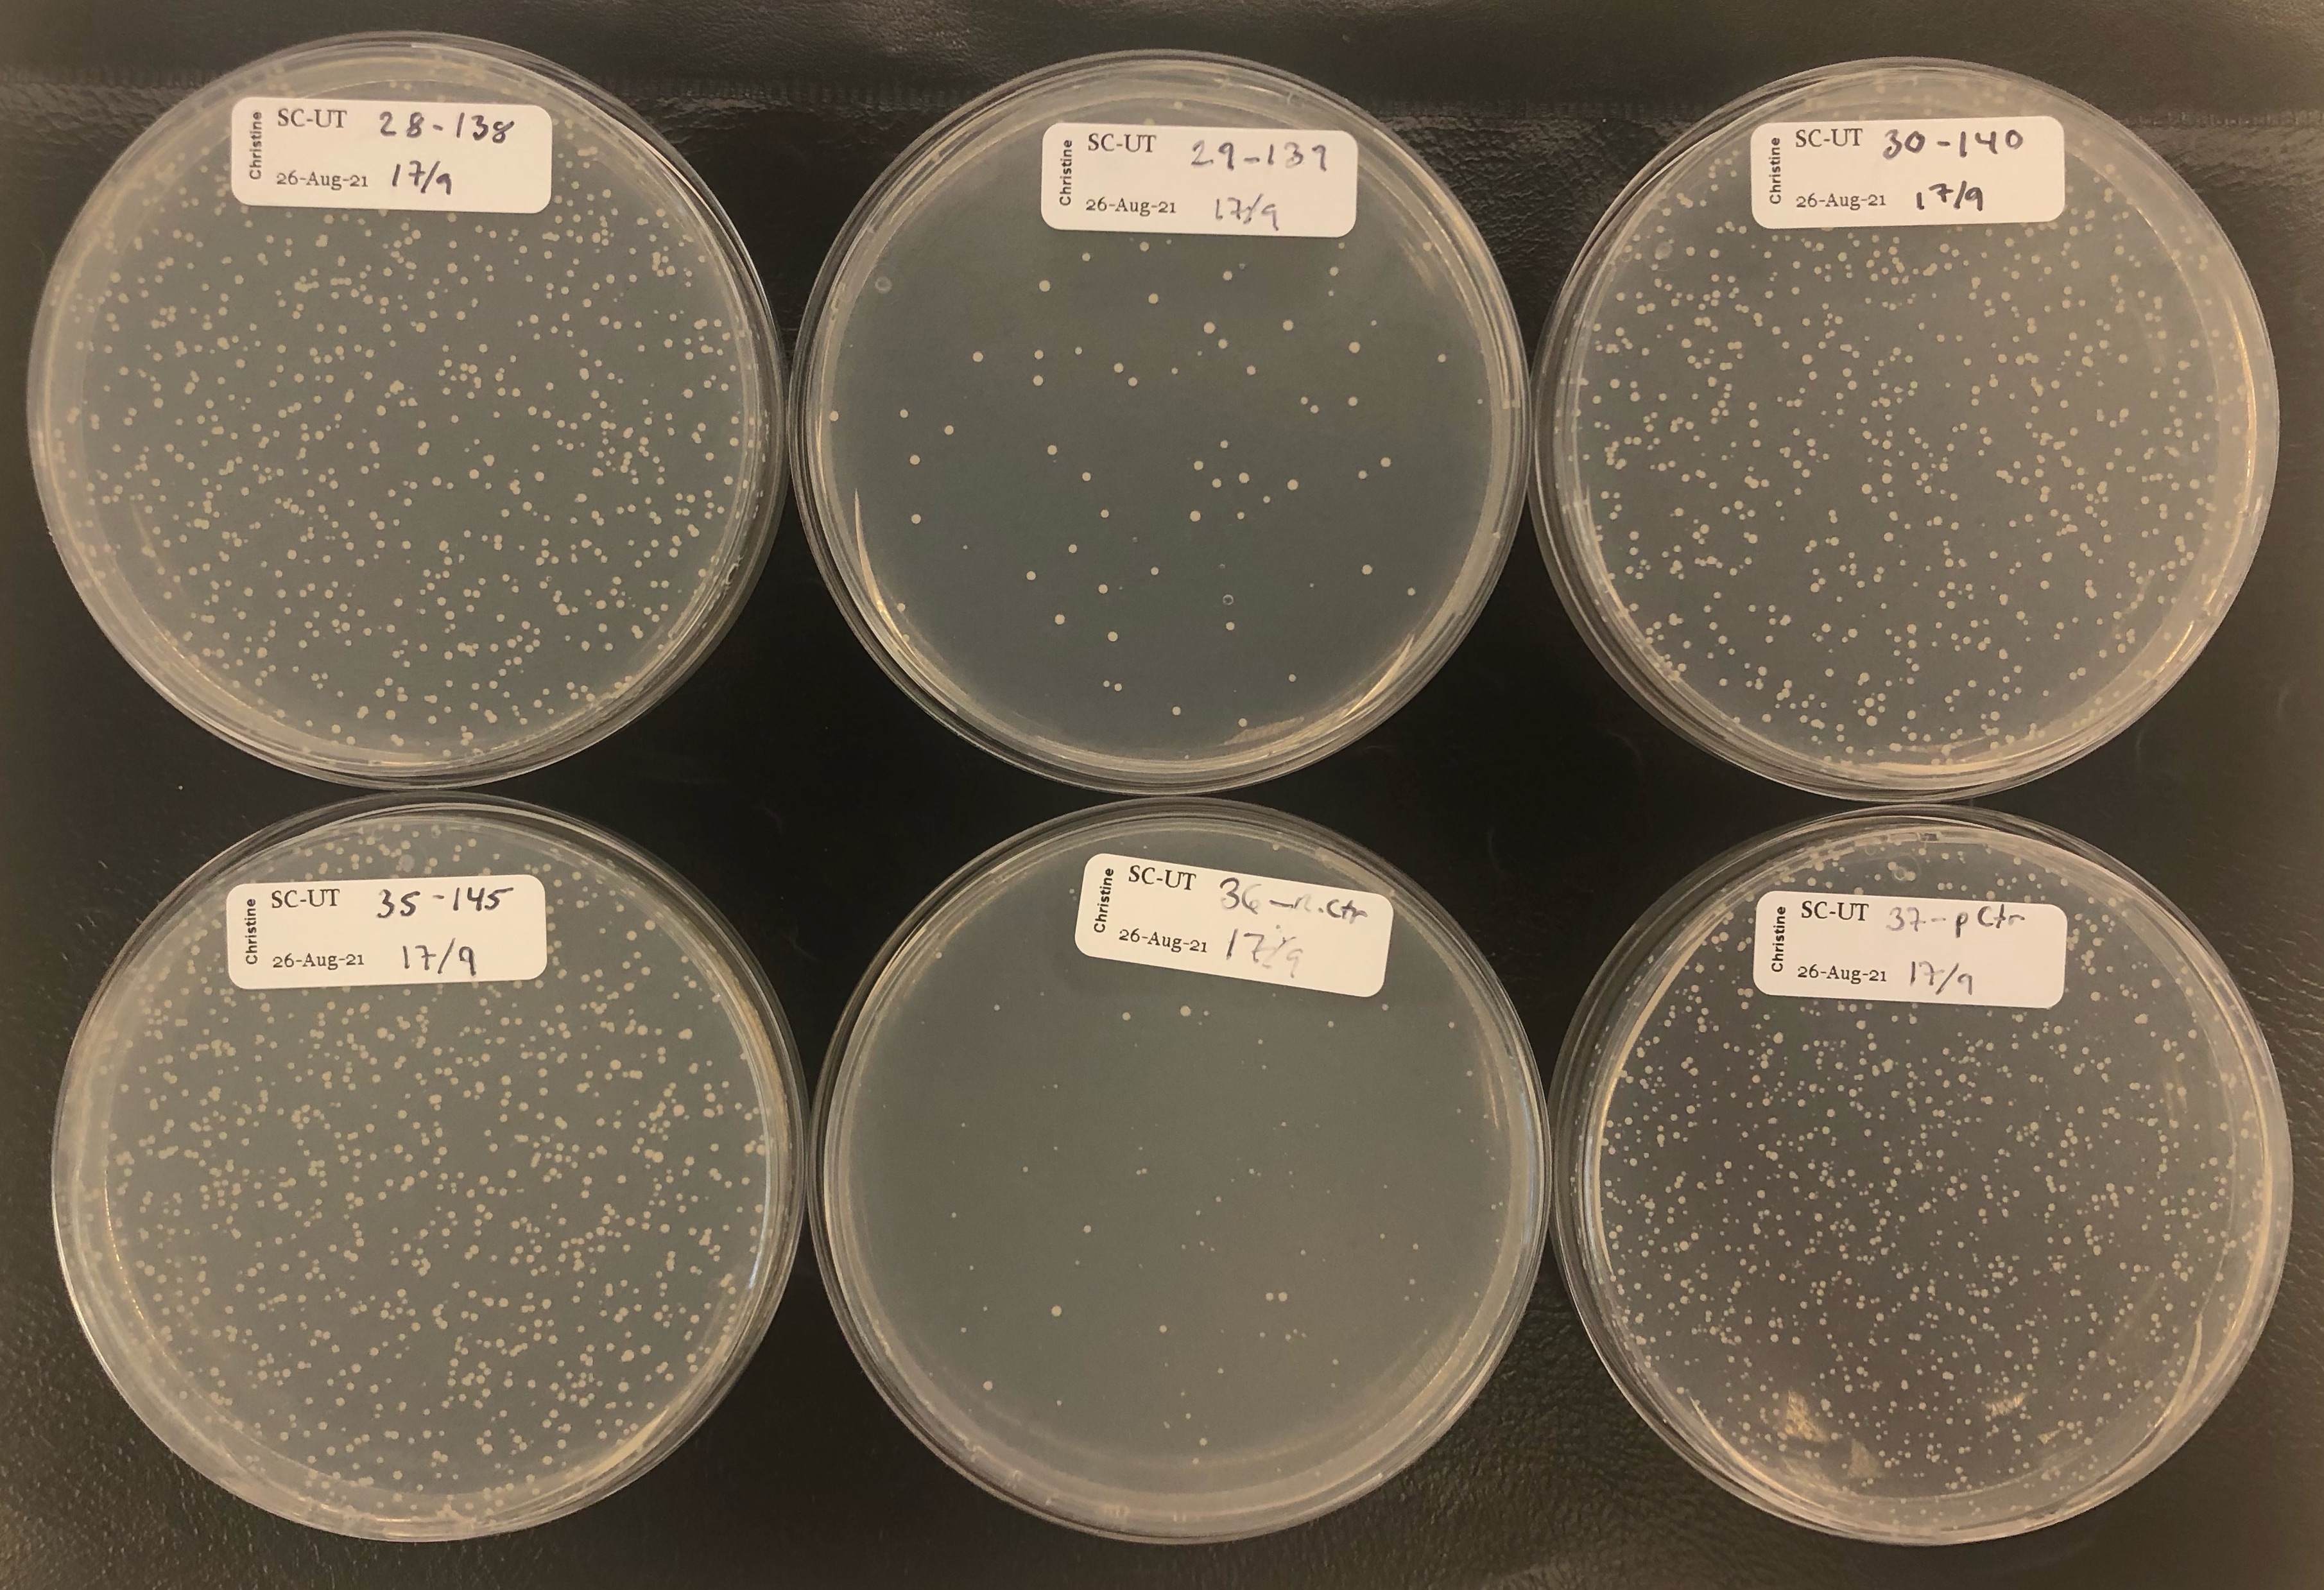 Christine
SC-UT 28-138
26-Aug-21 17/9
Christine
SC-UT 29-139
26-Aug-21 17/9
Christine
SC-UT 30-140
26-Aug-21 17/9
Christine
SC-UT 35-145
26-Aug-21 17/9
Christine
SC-UT 36-n.Ctr
26-Aug-21 17/9
Christine
SC-UT 37-pCtr
26-Aug-21 17/9